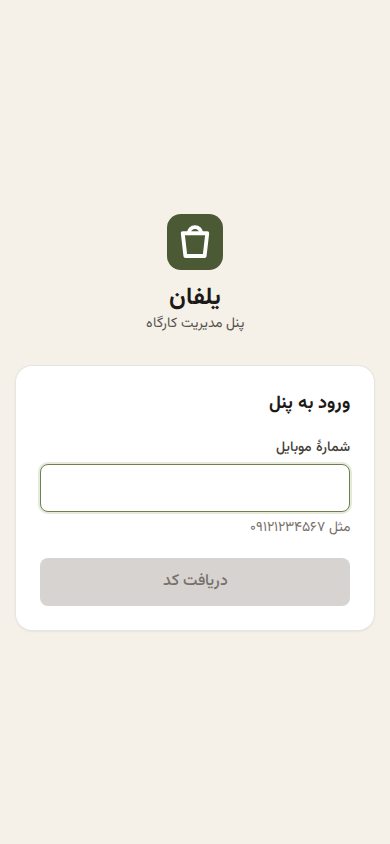 یلفان
پنل مدیریت کارگاه
ورود به پنل
شمارهٔ موبایل
مثل ۰۹۱۲۱۲۳۴۵۶۷
دریافت کد